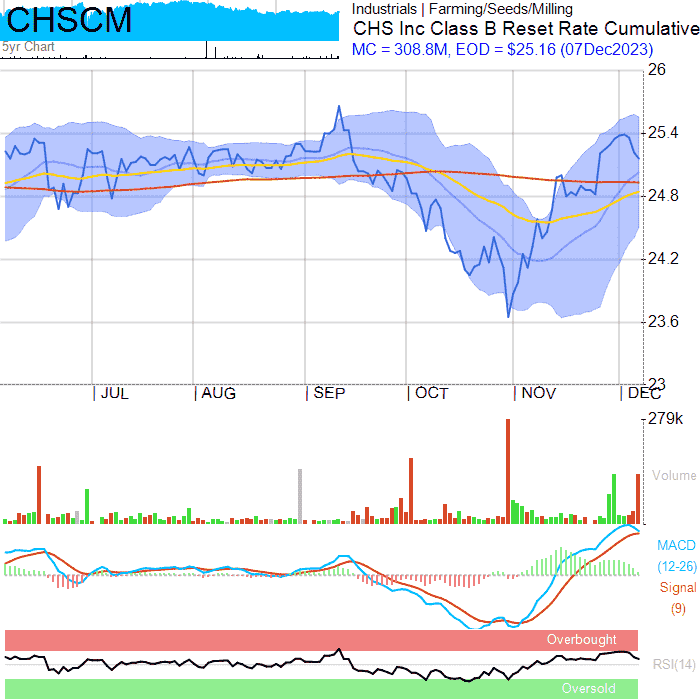 CHSCM
Industrials | Farming/Seeds/Milling
CHS Inc Class B Reset Rate Cumulative
5yr Chart
MC = 308.8M, EOD = $25.16 (07Dec2023)
26
25.4
24.8
24.2
23.6
23
JUL
AUG
SEP
OCT
NOV
DEC
279k
Volume
MACD
(12-26)
Signal
(9)
Overbought
RSI(14)
Oversold